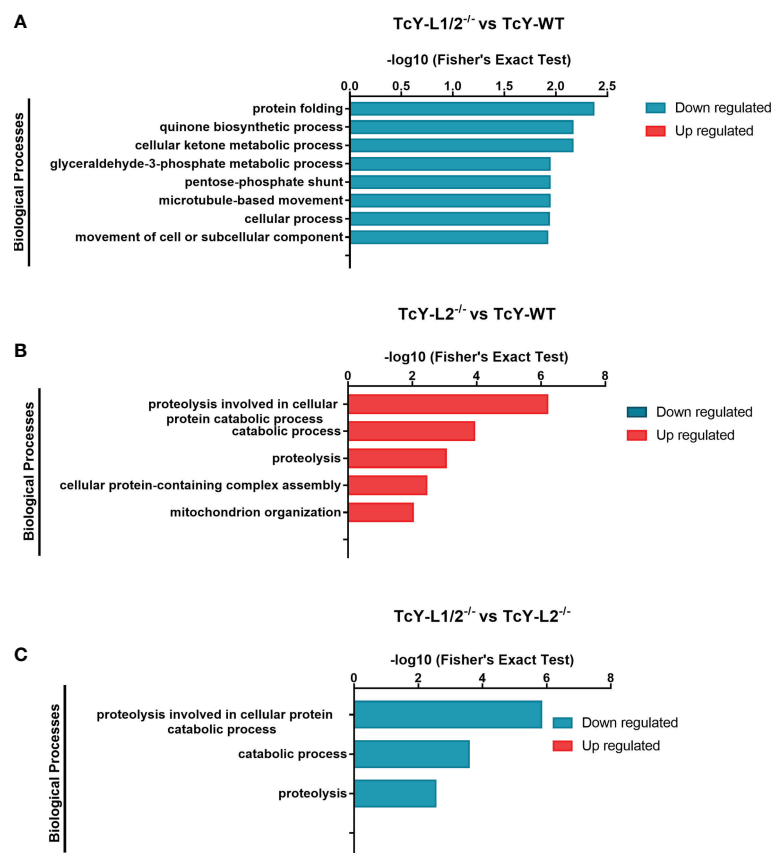 A
TcY-L1/2-/- vs TcY-WT
-log10 (Fisher's Exact Test)
0.0 0.5 1.0 1.5 2.0 2.5
Biological Processes
protein folding
quinone biosynthetic process
cellular ketone metabolic process
glyceraldehyde-3-phosphate metabolic process
pentose-phosphate shunt
microtubule-based movement
cellular process
movement of cell or subcellular component
Down regulated
Up regulated
TcY-L2-/- vs TcY-WT
B
-log10 (Fisher's Exact Test)
0 2 4 6 8
Biological Processes
proteolysis involved in cellular
protein catabolic process
catabolic process
proteolysis
cellular protein-containing complex assembly
mitochondrion organization
Down regulated
Up regulated
TcY-L1/2-/- vs TcY-L2-/-
C
-log10 (Fisher's Exact Test)
0 2 4 6 8
Biological Processes
proteolysis involved in cellular protein
catabolic process
catabolic process
proteolysis
Down regulated
Up regulated